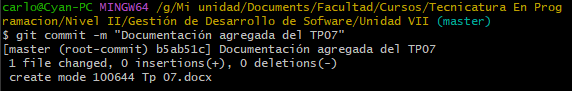 carlo@Cyan-PC MINGW64 /g/Mi unidad/Documents/Facultad/Cursos/Tecnicatura En Prog
ramacion/Nivel II/Gestión de Desarrollo de Sofware/Unidad VII (master)
$ git commit -m "Documentación agregada del TP07"
[master (root-commit) b5ab51c] Documentación agregada del TP07
1 file changed, 0 insertions(+), 0 deletions(-)
create mode 100644 Tp 07.docx